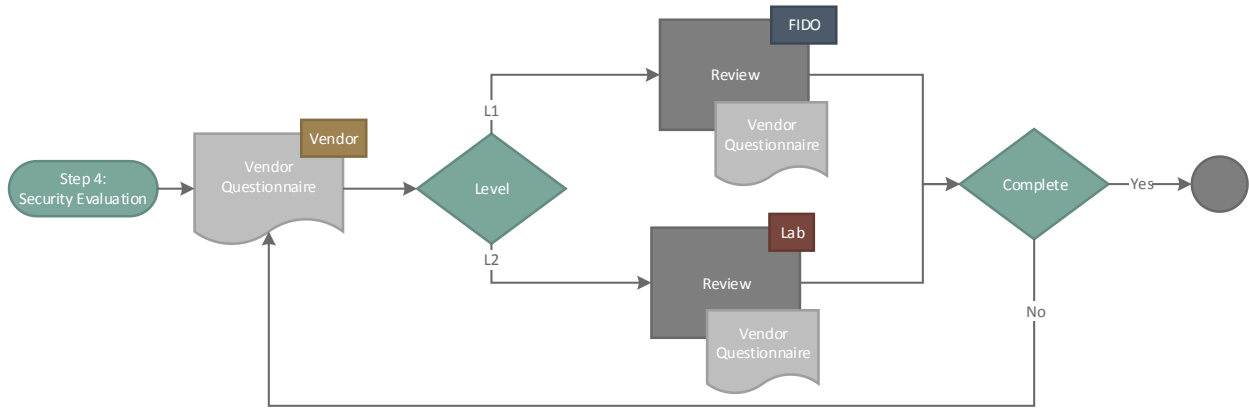 Step 4:
Security Evaluation
Vendor
Vendor
Questionnaire
Level
L1
L2
FIDO
Review
Vendor
Questionnaire
Lab
Review
Vendor
Questionnaire
Complete
Yes
No